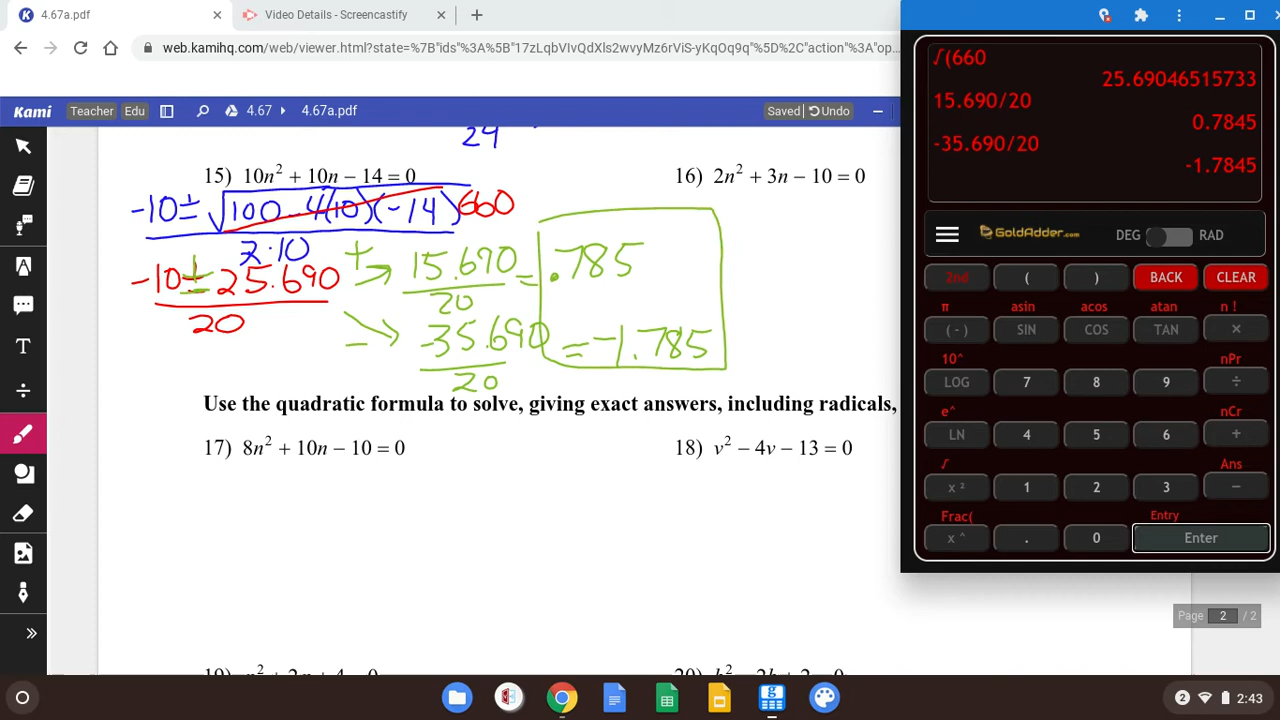 4.67a.pdf
Video Details - Screencastify
web.kamihq.com/web/viewer.html?state=%7B"ids"%3A%5B"17zLqbVIvQdXls2wvyMz6rViS-yKqOq9q"%5D%2C"action"%3A"op...
Kami Teacher Edu 4.67 4.67a.pdf Saved Undo
24
15) 10n² + 10n − 14 = 0
-10± √100 -4(10)(-14) 660
2·10
-10± 25.690
20
+ → 15.690 = .785
20
− → -35.690 = -1.785
20
16) 2n² + 3n − 10 = 0
Use the quadratic formula to solve, giving exact answers, including radicals,
17) 8n² + 10n − 10 = 0
18) v² − 4v − 13 = 0
Page 2 / 2
√(660
25.69046515733
15.690/20
0.7845
-35.690/20
-1.7845
GoldAdder.com DEG RAD
2nd ( ) BACK CLEAR
π asin acos atan n !
(-) SIN COS TAN ×
10^ nPr
LOG 7 8 9 ÷
e^ nCr
LN 4 5 6 +
√ Ans
x ² 1 2 3 −
Frac( Entry
x ^ . 0 Enter
2 2:43